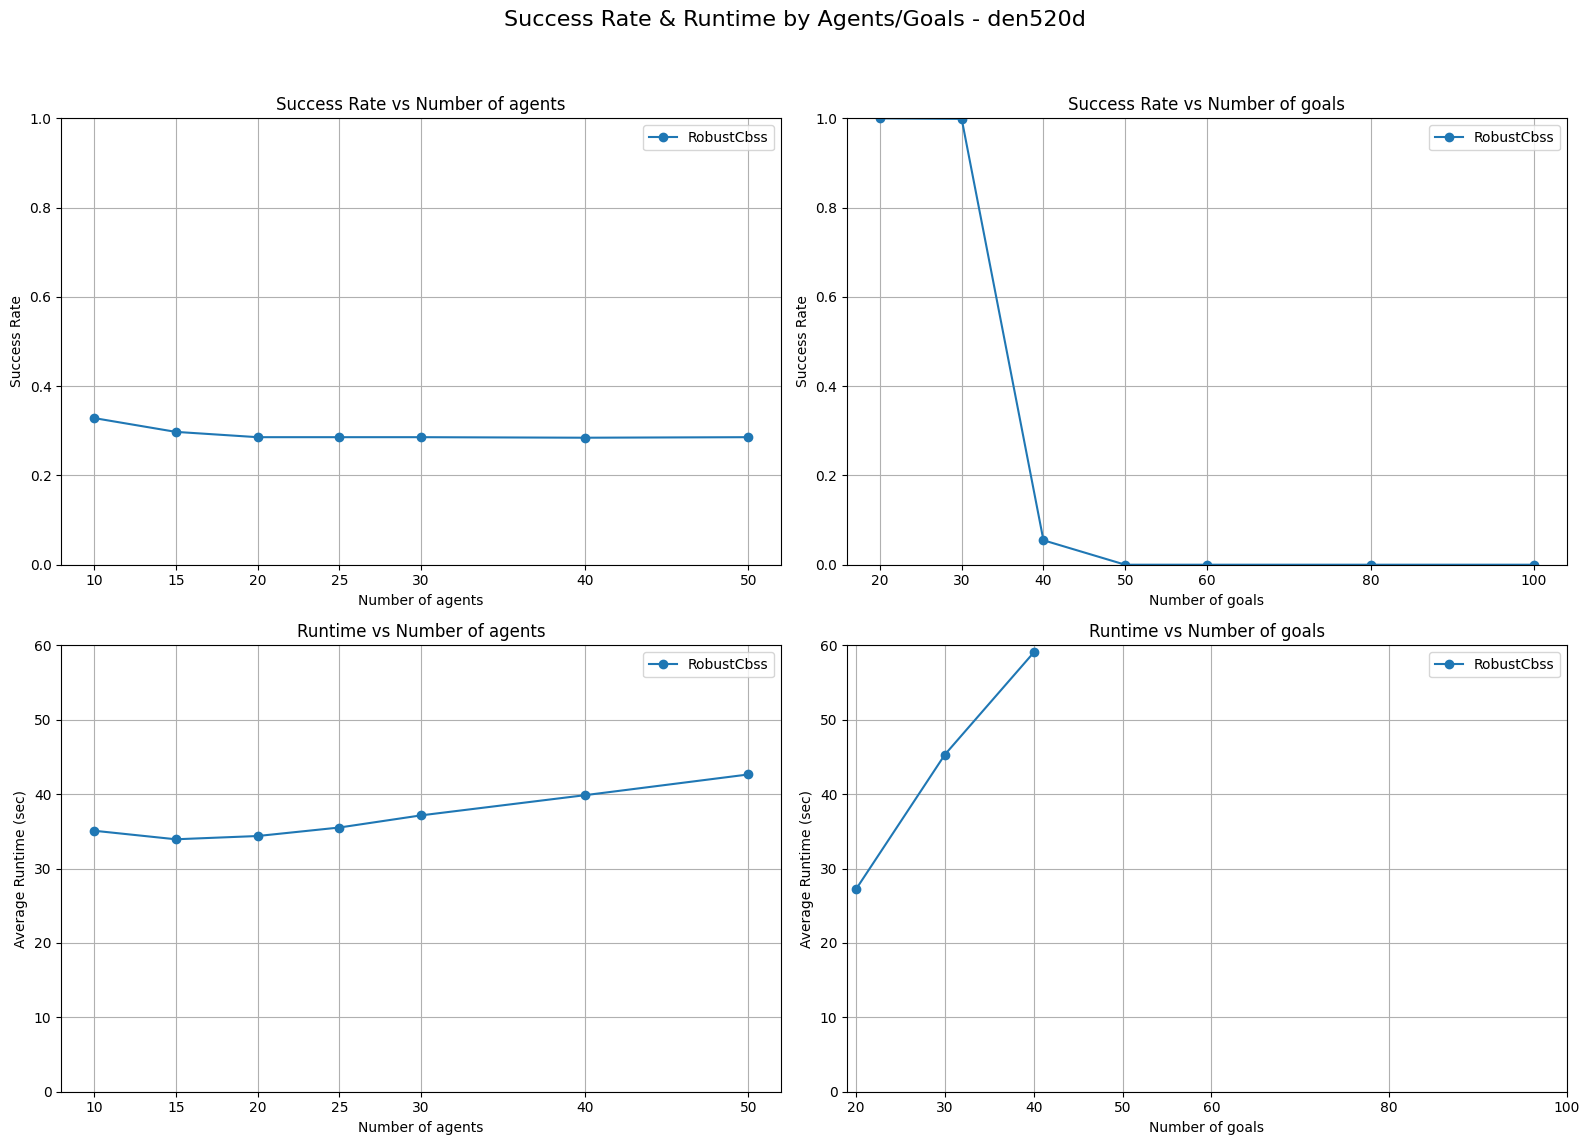 Success Rate & Runtime by Agents/Goals - den520d
Success Rate vs Number of agents
1.0
0.8
0.6
0.4
0.2
0.0
Success Rate
RobustCbss
10 15 20 25 30 40 50
Number of agents
Success Rate vs Number of goals
1.0
0.8
0.6
0.4
0.2
0.0
Success Rate
RobustCbss
20 30 40 50 60 80 100
Number of goals
Runtime vs Number of agents
60
50
40
30
20
10
0
Average Runtime (sec)
RobustCbss
10 15 20 25 30 40 50
Number of agents
Runtime vs Number of goals
60
50
40
30
20
10
0
Average Runtime (sec)
RobustCbss
20 30 40 50 60 80 100
Number of goals